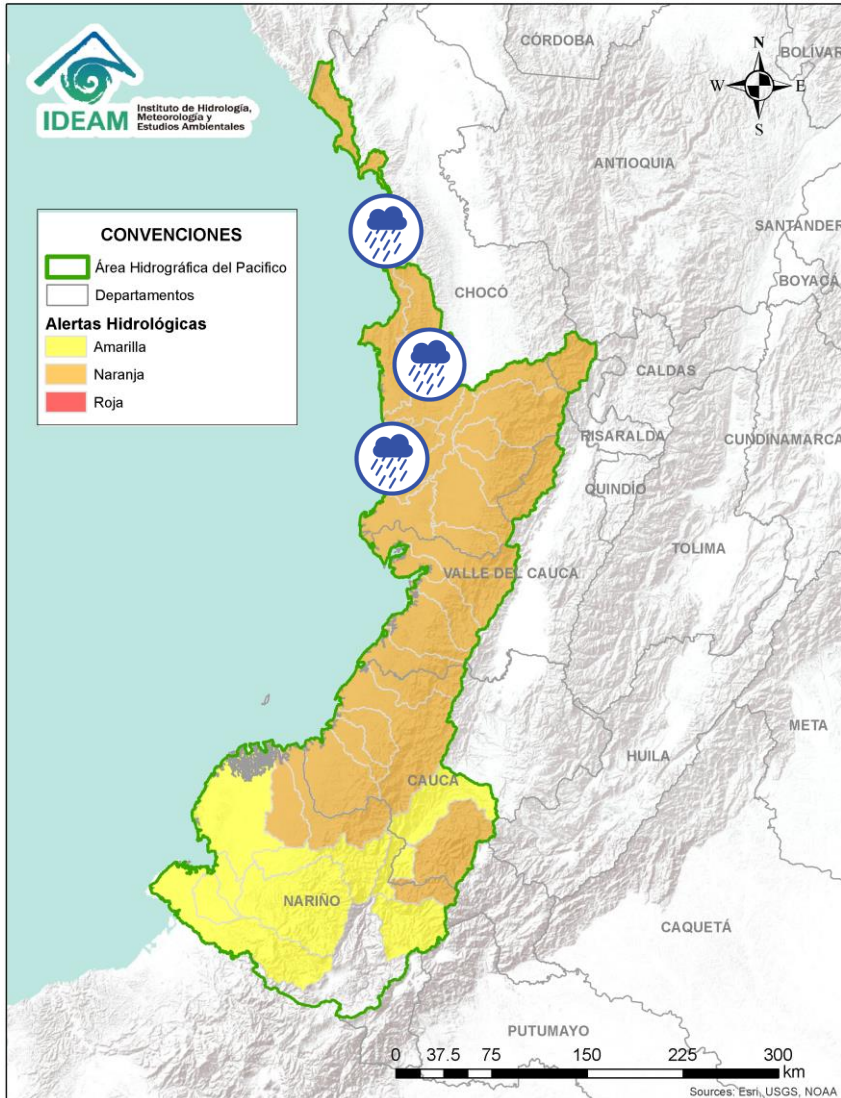 IDEAM
Instituto de Hidrología,
Meteorología y
Estudios Ambientales
N
W
E
S
CÓRDOBA
BOLÍVAR
ANTIOQUIA
SANTANDER
BOYACÁ
CHOCÓ
CALDAS
RISARALDA
CUNDINAMARCA
QUINDÍO
TOLIMA
VALLE DEL CAUCA
META
HUILA
CAUCA
NARIÑO
CAQUETÁ
PUTUMAYO
CONVENCIONES
Área Hidrográfica del Pacifico
Departamentos
Alertas Hidrológicas
Amarilla
Naranja
Roja
0 37.5 75 150 225 300
km
Sources: Esri, USGS, NOAA